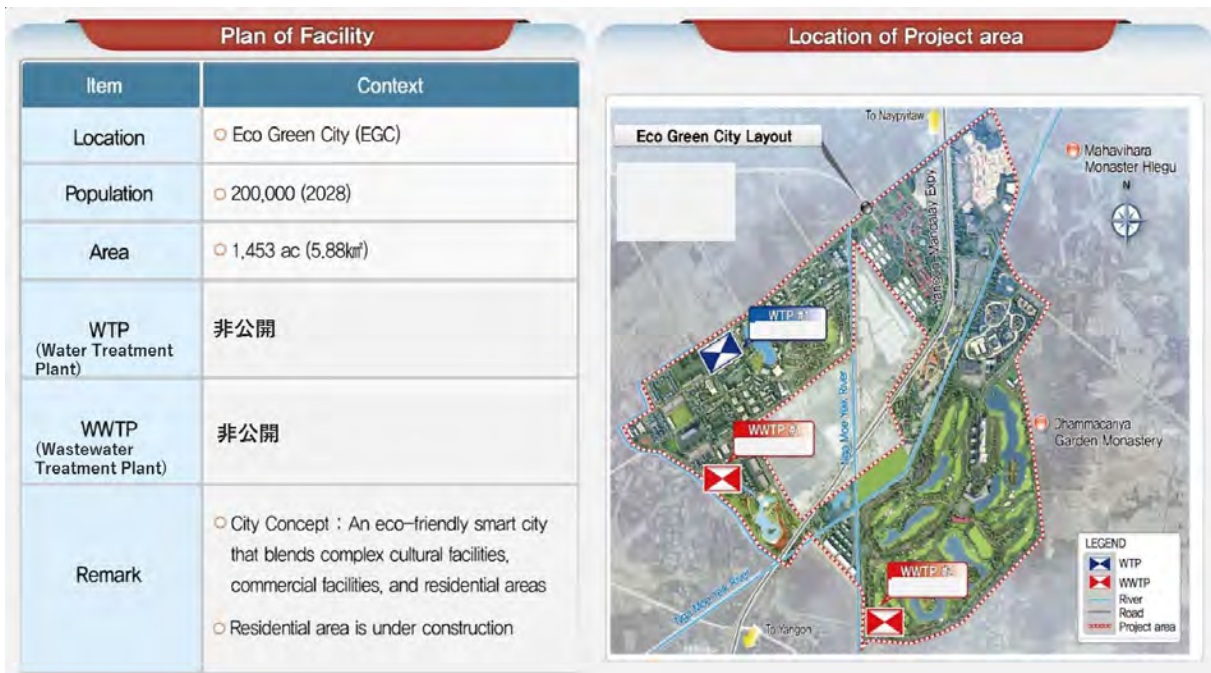 Plan of Facility
Item
Context
Location
Eco Green City (EGC)
Population
200,000 (2028)
Area
1,453 ac (5.88㎢)
WTP
(Water Treatment
Plant)
非公開
WWTP
(Wastewater
Treatment Plant)
非公開
Remark
City Concept : An eco-friendly smart city
that blends complex cultural facilities,
commercial facilities, and residential areas
Residential area is under construction
Location of Project area
To Naypyitaw
Eco Green City Layout
Mahavihara
Monaster Hlegu
N
Mandalay Expy
WTP #1
Nga Moe Yeik River
WWTP
Dhammacariya
Garden Monastery
WWTP
Nga Moe Yeik River
To Yangon
LEGEND
WTP
WWTP
River
Road
Project area